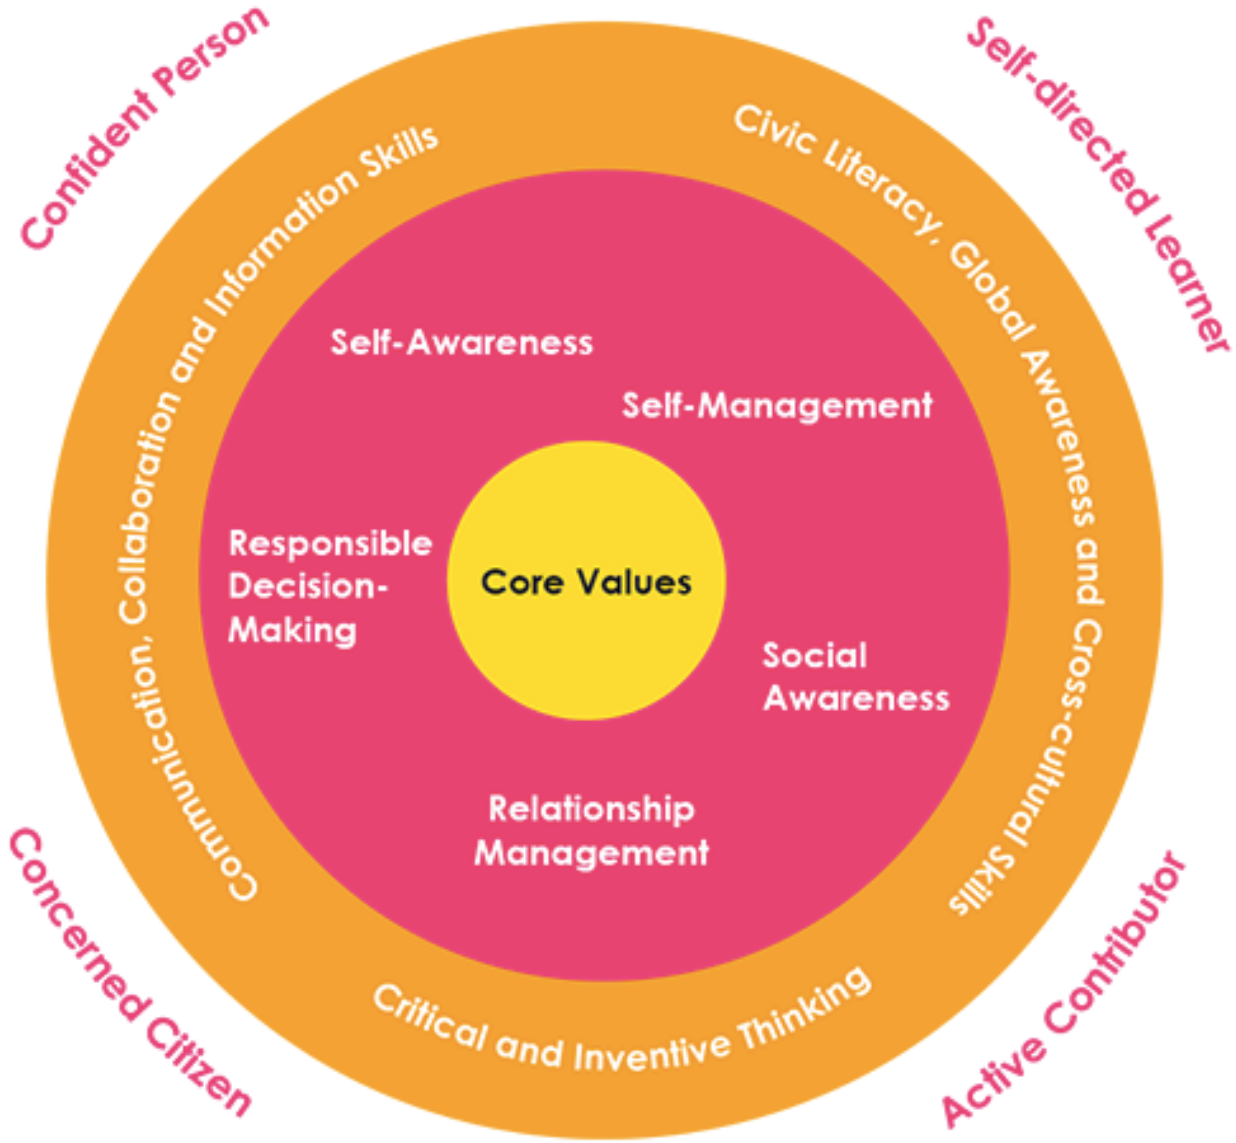 Confident Person
Self-directed Learner
Communication, Collaboration and Information Skills
Civic Literacy, Global Awareness and Cross-cultural Skills
Self-Awareness
Self-Management
Responsible
Decision-
Making
Core Values
Social
Awareness
Relationship
Management
Critical and Inventive Thinking
Concerned Citizen
Active Contributor